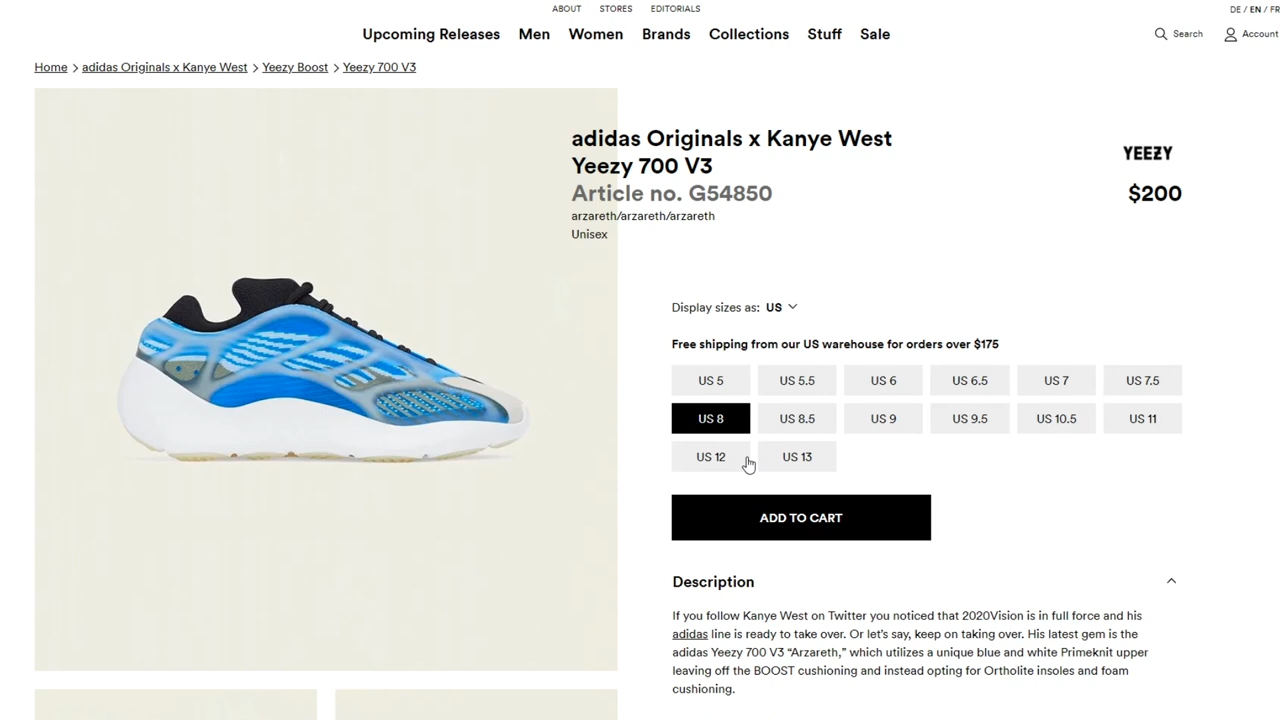 ABOUT STORES EDITORIALS
DE / EN / FR
Upcoming Releases Men Women Brands Collections Stuff Sale
Search Account
Home > adidas Originals x Kanye West > Yeezy Boost > Yeezy 700 V3
adidas Originals x Kanye West
Yeezy 700 V3
YEEZY
Article no. G54850
$200
arzareth/arzareth/arzareth
Unisex
Display sizes as: US
Free shipping from our US warehouse for orders over $175
US 5 US 5.5 US 6 US 6.5 US 7 US 7.5
US 8 US 8.5 US 9 US 9.5 US 10.5 US 11
US 12 US 13
ADD TO CART
Description
If you follow Kanye West on Twitter you noticed that 2020Vision is in full force and his
adidas line is ready to take over. Or let's say, keep on taking over. His latest gem is the
adidas Yeezy 700 V3 “Arzareth,” which utilizes a unique blue and white Primeknit upper
leaving off the BOOST cushioning and instead opting for Ortholite insoles and foam
cushioning.